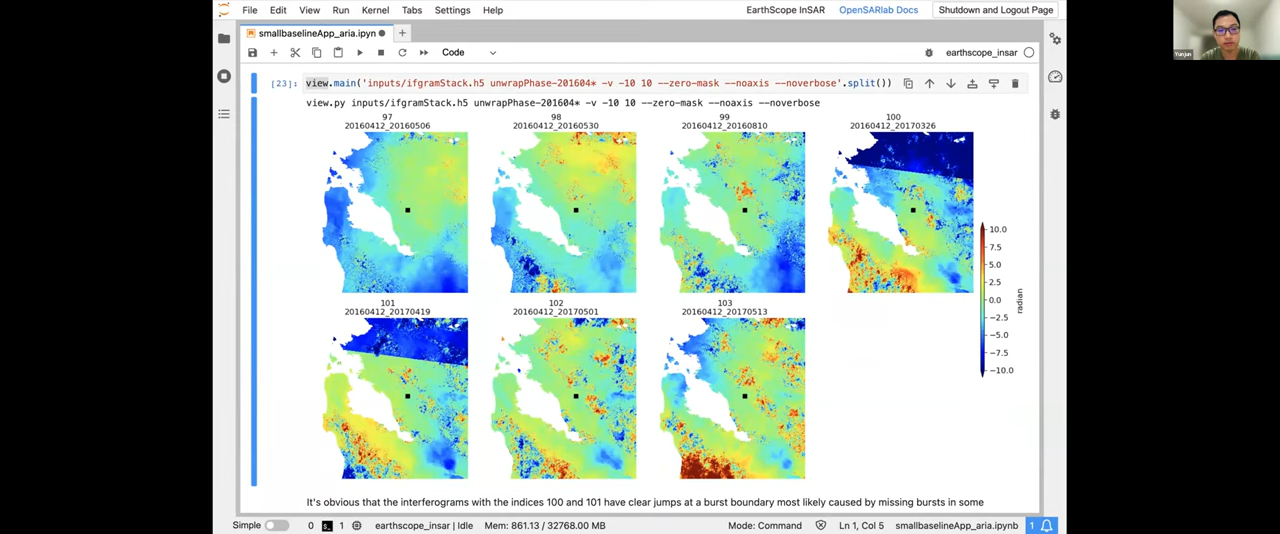 File Edit View Run Kernel Tabs Settings Help EarthScope InSAR OpenSARlab Docs Shutdown and Logout Page
smallbaselineApp_aria.ipyn
Code earthscope_insar
[23]: view.main('inputs/ifgramStack.h5 unwrapPhase-201604* -v -10 10 --zero-mask --noaxis --noverbose'.split())
view.py inputs/ifgramStack.h5 unwrapPhase-201604* -v -10 10 --zero-mask --noaxis --noverbose
97
20160412_20160506
98
20160412_20160530
99
20160412_20160810
100
20160412_20170326
101
20160412_20170419
102
20160412_20170501
103
20160412_20170513
10.0
7.5
5.0
2.5
0.0
−2.5
−5.0
−7.5
−10.0
radian
It's obvious that the interferograms with the indices 100 and 101 have clear jumps at a burst boundary most likely caused by missing bursts in some
Simple 0 1 earthscope_insar | Idle Mem: 861.13 / 32768.00 MB Mode: Command Ln 1, Col 5 smallbaselineApp_aria.ipynb 1
Yunjun